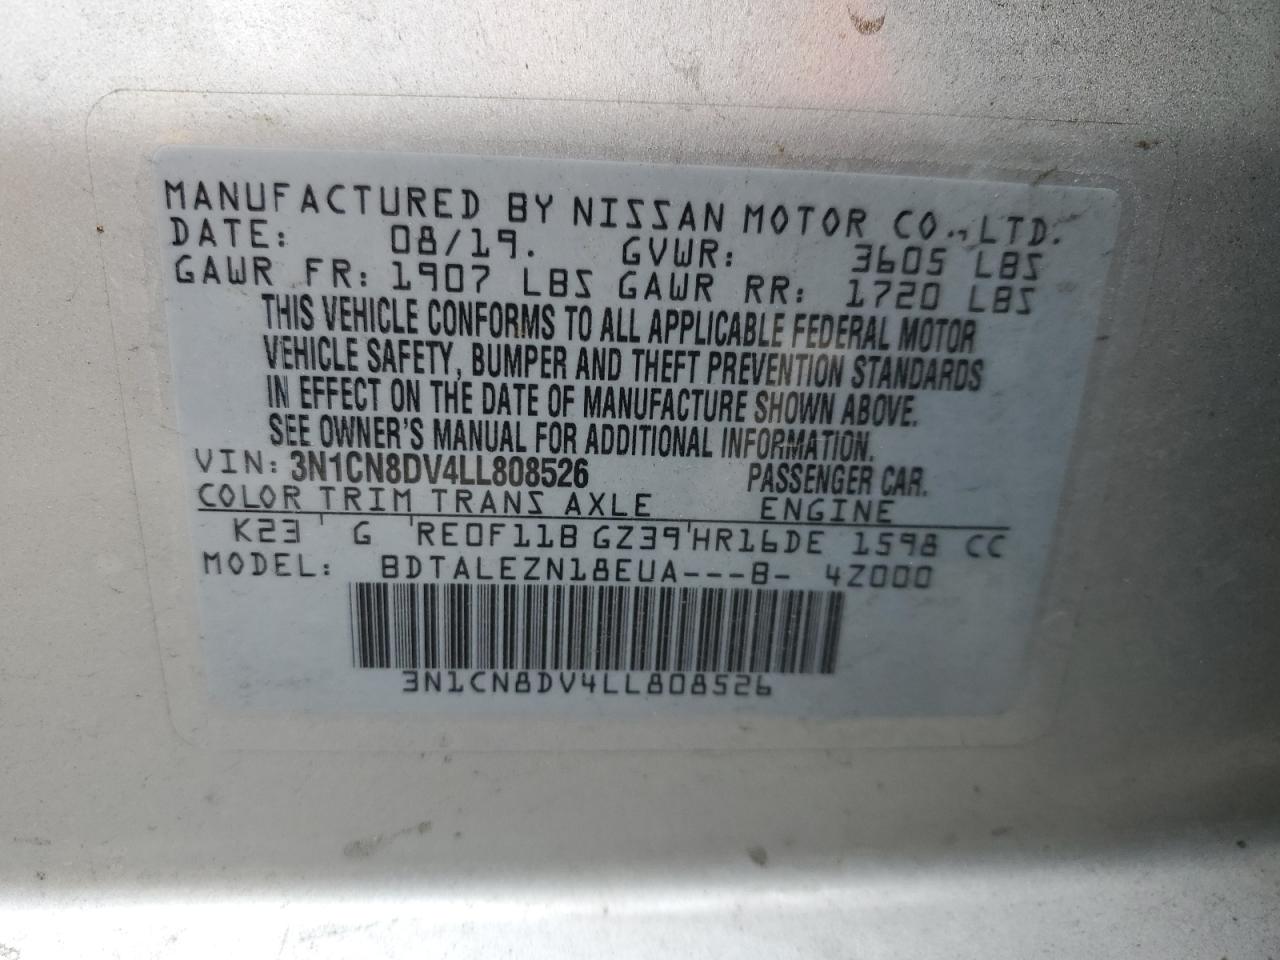 MANUFACTURED BY NISSAN MOTOR CO., LTD.
DATE: 08/19. GVWR: 3605 LBS
GAWR FR: 1907 LBS GAWR RR: 1720 LBS
THIS VEHICLE CONFORMS TO ALL APPLICABLE FEDERAL MOTOR
VEHICLE SAFETY, BUMPER AND THEFT PREVENTION STANDARDS
IN EFFECT ON THE DATE OF MANUFACTURE SHOWN ABOVE.
SEE OWNER'S MANUAL FOR ADDITIONAL INFORMATION.
VIN: 3N1CN8DV4LL808526 PASSENGER CAR.
COLOR TRIM TRANS AXLE ENGINE
K23 ' G 'RE0F11B GZ39'HR16DE 1598 CC
MODEL: BDTALEZN18EUA---B- 4Z000
3N1CN8DV4LL808526